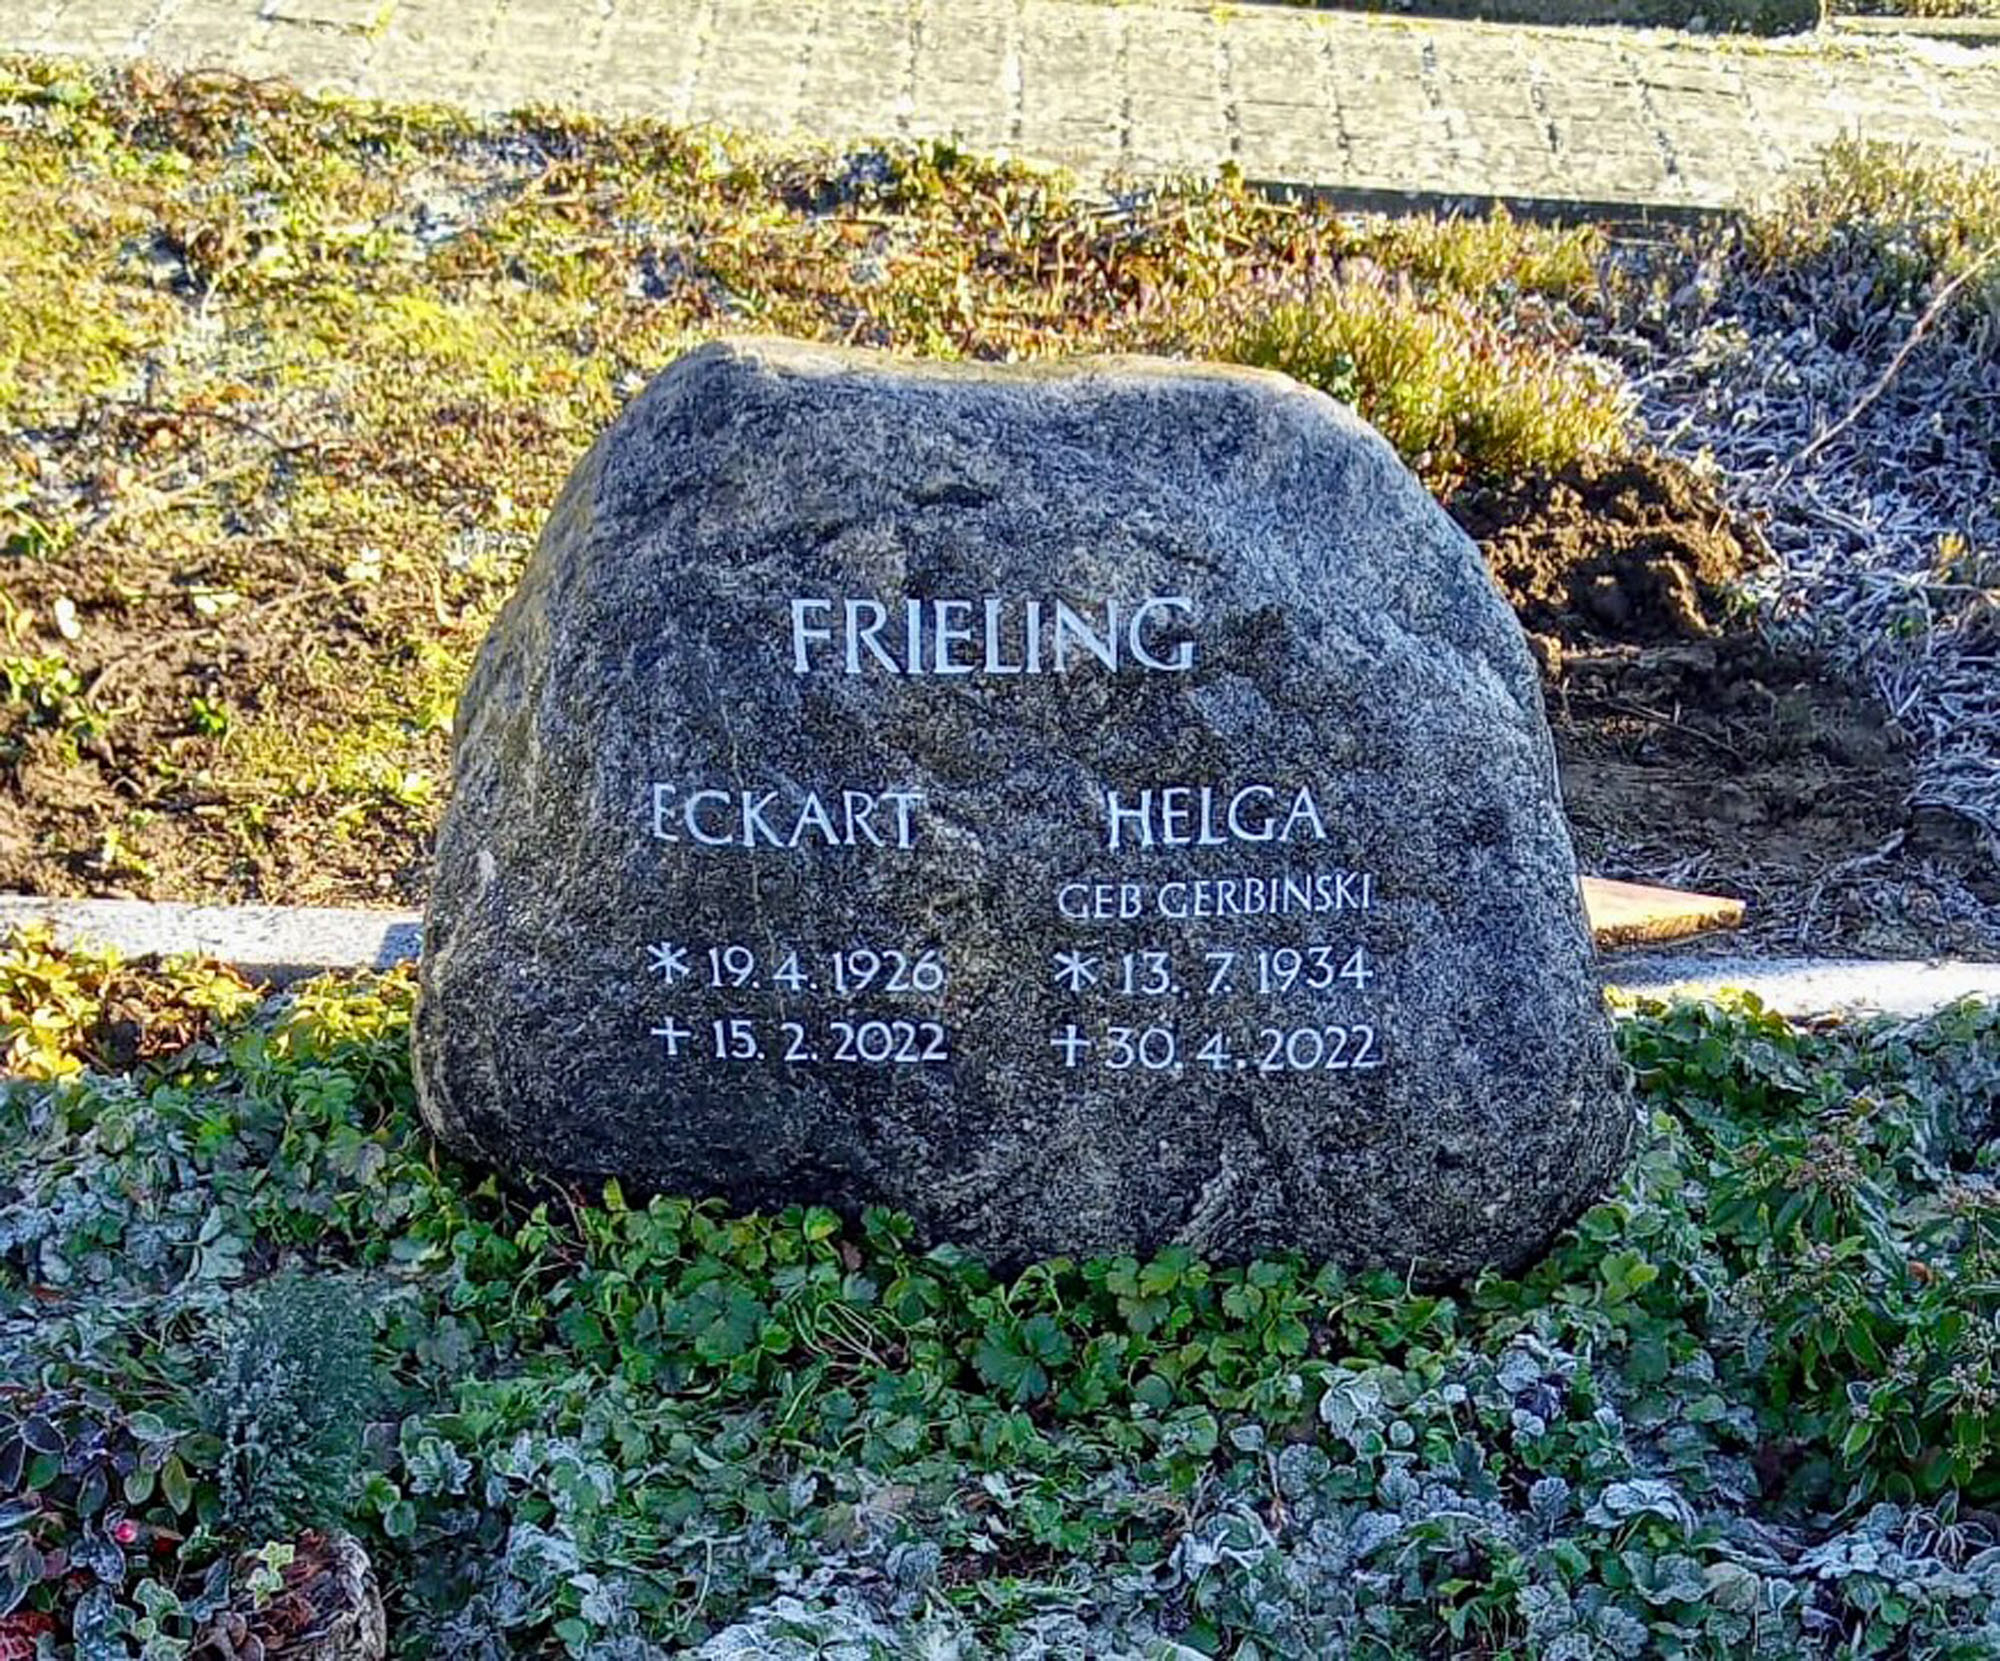 FRIELING
ECKART HELGA
GEB GERBINSKI
* 19. 4. 1926 * 13. 7. 1934
† 15. 2. 2022 † 30. 4. 2022